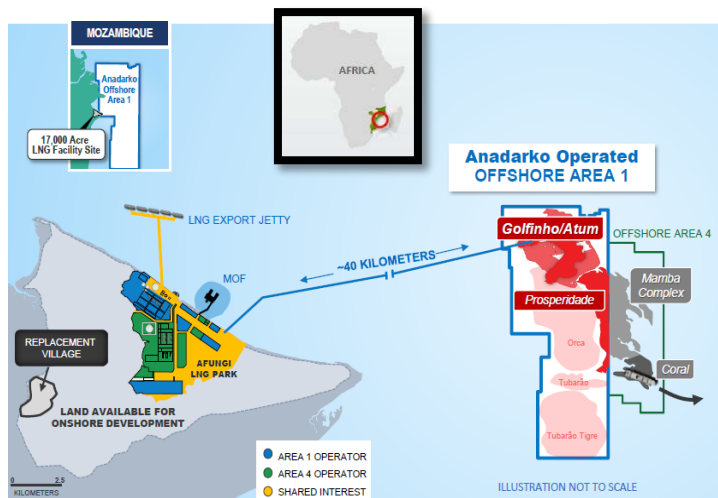 MOZAMBIQUE
Anadarko
Offshore
Area 1
17,000 Acre
LNG Facility Site
AFRICA
Anadarko Operated
OFFSHORE AREA 1
LNG EXPORT JETTY
MOF
~40 KILOMETERS
Golfinho/Atum
OFFSHORE AREA 4
Mamba
Complex
Prosperidade
Orca
Coral
Tubarão
Tubarão Tigre
REPLACEMENT
VILLAGE
AFUNGI
LNG PARK
LAND AVAILABLE FOR
ONSHORE DEVELOPMENT
AREA 1 OPERATOR
AREA 4 OPERATOR
SHARED INTEREST
0 2.5
KILOMETERS
ILLUSTRATION NOT TO SCALE